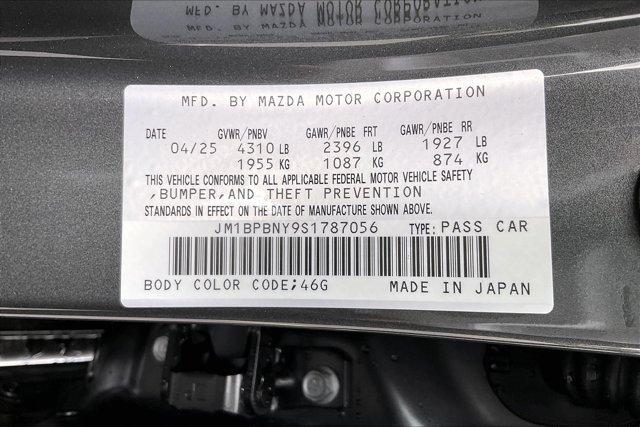 MFD. BY MAZDA MOTOR CORPORATION
DATE GVWR/PNBV GAWR/PNBE FRT GAWR/PNBE RR
04/25 4310 LB 2396 LB 1927 LB
1955 KG 1087 KG 874 KG
THIS VEHICLE CONFORMS TO ALL APPLICABLE FEDERAL MOTOR VEHICLE SAFETY
,BUMPER,AND THEFT PREVENTION
STANDARDS IN EFFECT ON THE DATE OF MANUFACTURE SHOWN ABOVE.
JM1BPBNY9S1787056 TYPE: PASS CAR
BODY COLOR CODE;46G MADE IN JAPAN